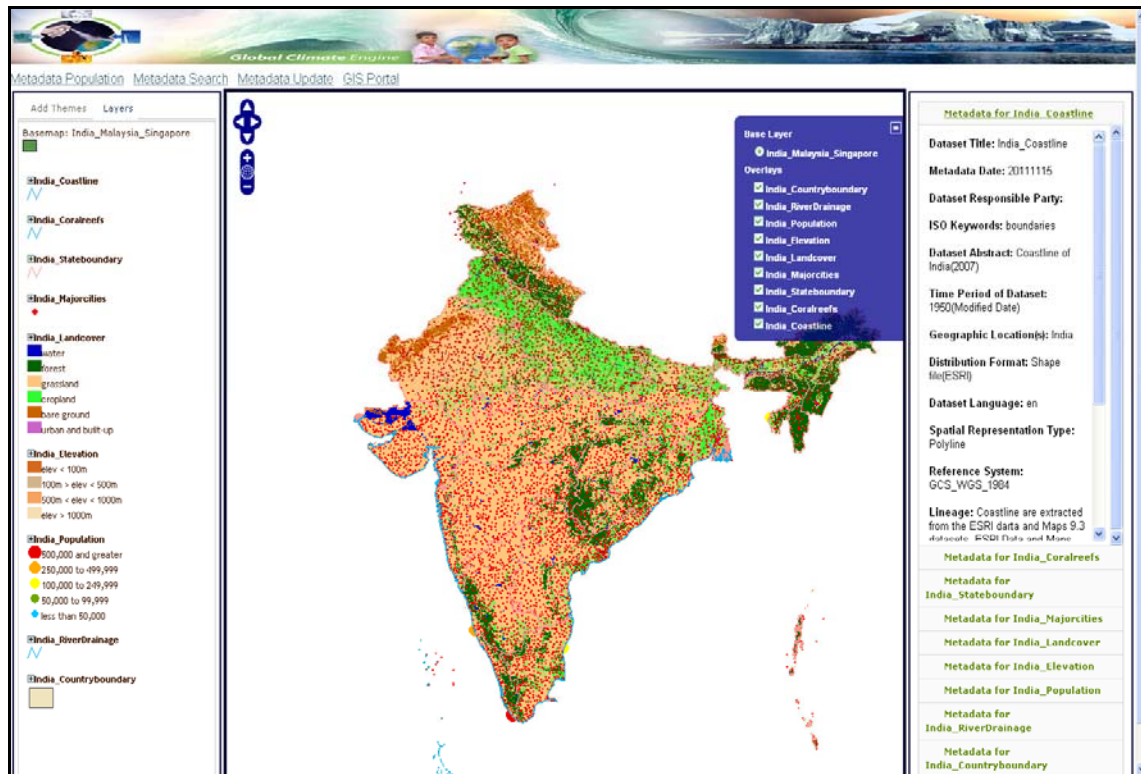 Global Climate Engine
Metadata Population Metadata Search Metadata Update GIS Portal
Add Themes Layers
Basemap: India_Malaysia_Singapore
India_Coastline
India_Coralreefs
India_Stateboundary
India_Majorcities
India_Landcover
water
forest
grassland
cropland
bare ground
urban and built-up
India_Elevation
elev < 100m
100m > elev < 500m
500m < elev < 1000m
elev > 1000m
India_Population
500,000 and greater
250,000 to 499,999
100,000 to 249,999
50,000 to 99,999
less than 50,000
India_RiverDrainage
India_Countryboundary
Base Layer
India_Malaysia_Singapore
Overlays
India_Countryboundary
India_RiverDrainage
India_Population
India_Elevation
India_Landcover
India_Majorcities
India_Stateboundary
India_Coralreefs
India_Coastline
Metadata for India_Coastline
Dataset Title: India_Coastline
Metadata Date: 20111115
Dataset Responsible Party:
ISO Keywords: boundaries
Dataset Abstract: Coastline of
India(2007)
Time Period of Dataset:
1950(Modified Date)
Geographic Location(s): India
Distribution Format: Shape
file(ESRI)
Dataset Language: en
Spatial Representation Type:
Polyline
Reference System:
GCS_WGS_1984
Lineage: Coastline are extracted
from the ESRI darta and Maps 9.3
datasets. ESRI Data and Maps
Metadata for India_Coralreefs
Metadata for
India_Stateboundary
Metadata for India_Majorcities
Metadata for India_Landcover
Metadata for India_Elevation
Metadata for India_Population
Metadata for
India_RiverDrainage
Metadata for
India_Countryboundary